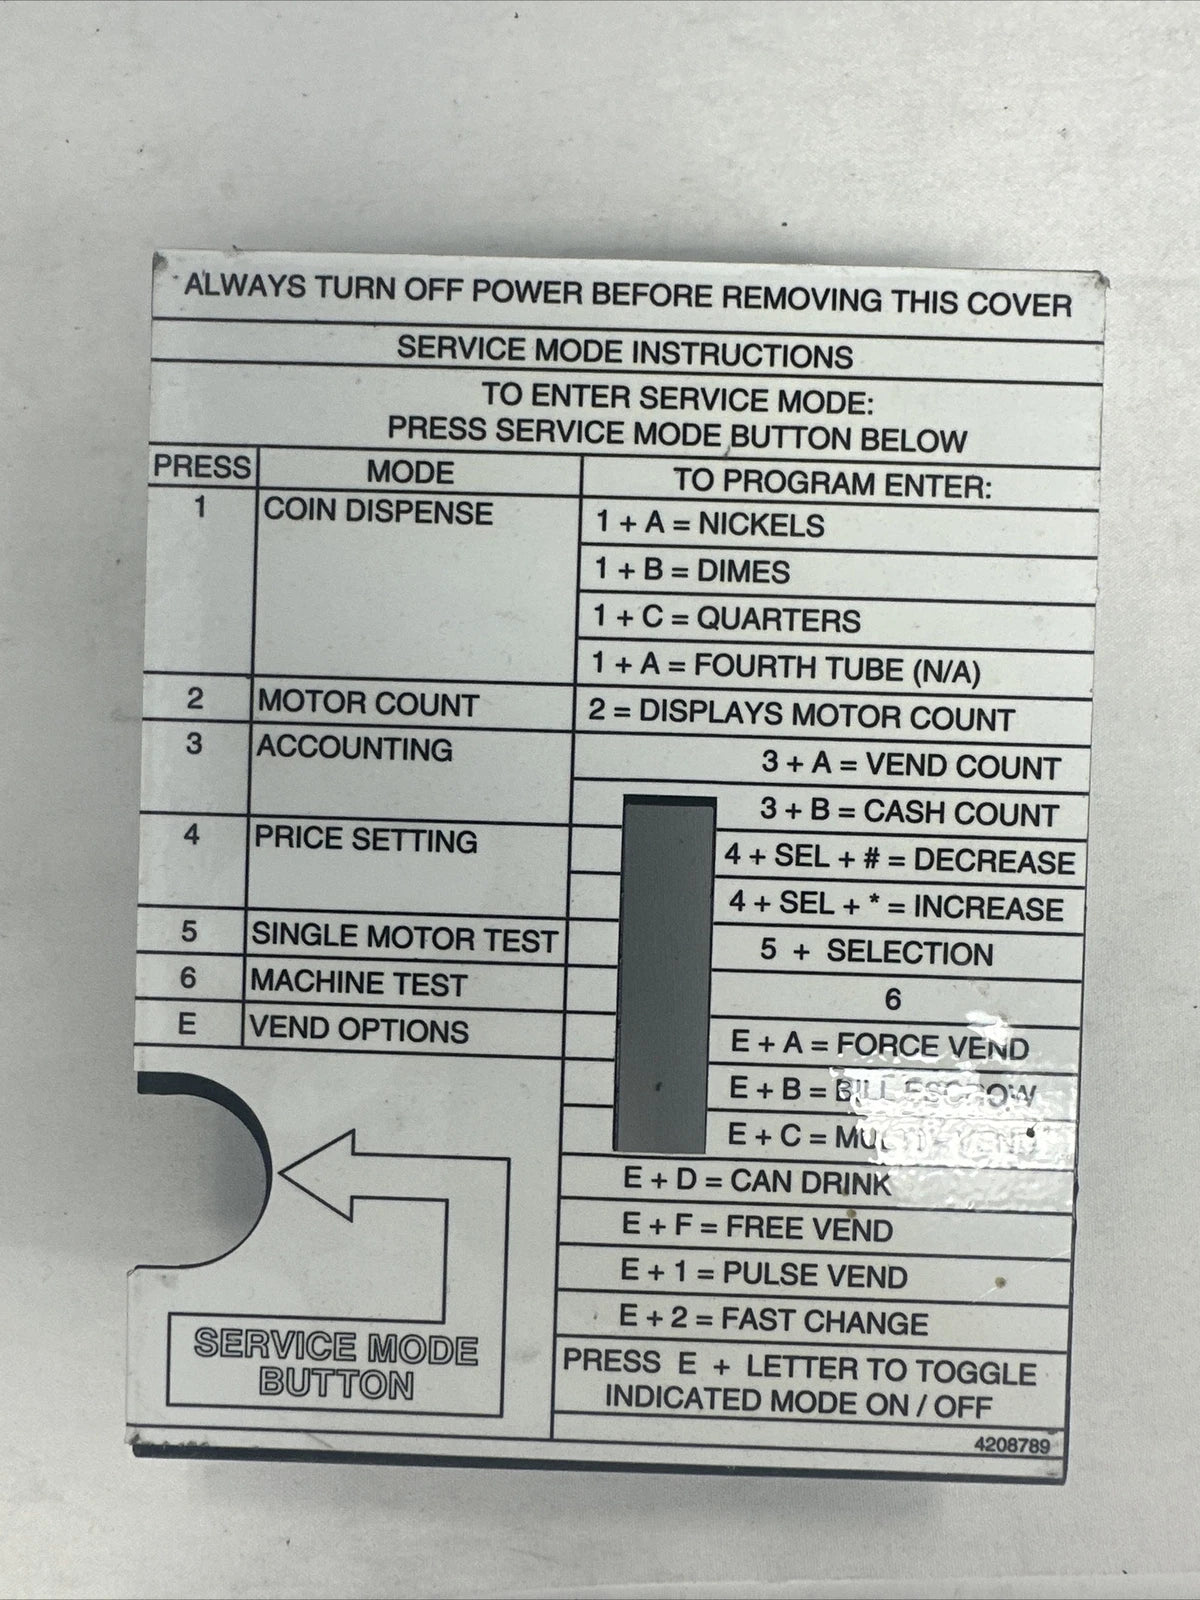 ALWAYS TURN OFF POWER BEFORE REMOVING THIS COVER
SERVICE MODE INSTRUCTIONS
TO ENTER SERVICE MODE:
PRESS SERVICE MODE BUTTON BELOW
PRESS MODE TO PROGRAM ENTER:
1 COIN DISPENSE 1 + A = NICKELS
1 + B = DIMES
1 + C = QUARTERS
1 + A = FOURTH TUBE (N/A)
2 MOTOR COUNT 2 = DISPLAYS MOTOR COUNT
3 ACCOUNTING 3 + A = VEND COUNT
3 + B = CASH COUNT
4 PRICE SETTING 4 + SEL + # = DECREASE
4 + SEL + * = INCREASE
5 SINGLE MOTOR TEST 5 + SELECTION
6 MACHINE TEST 6
E VEND OPTIONS E + A = FORCE VEND
E + B = BILL ESCROW
E + C = MULTI - VEND
E + D = CAN DRINK
E + F = FREE VEND
E + 1 = PULSE VEND
E + 2 = FAST CHANGE
PRESS E + LETTER TO TOGGLE
INDICATED MODE ON / OFF
SERVICE MODE
BUTTON
4208789